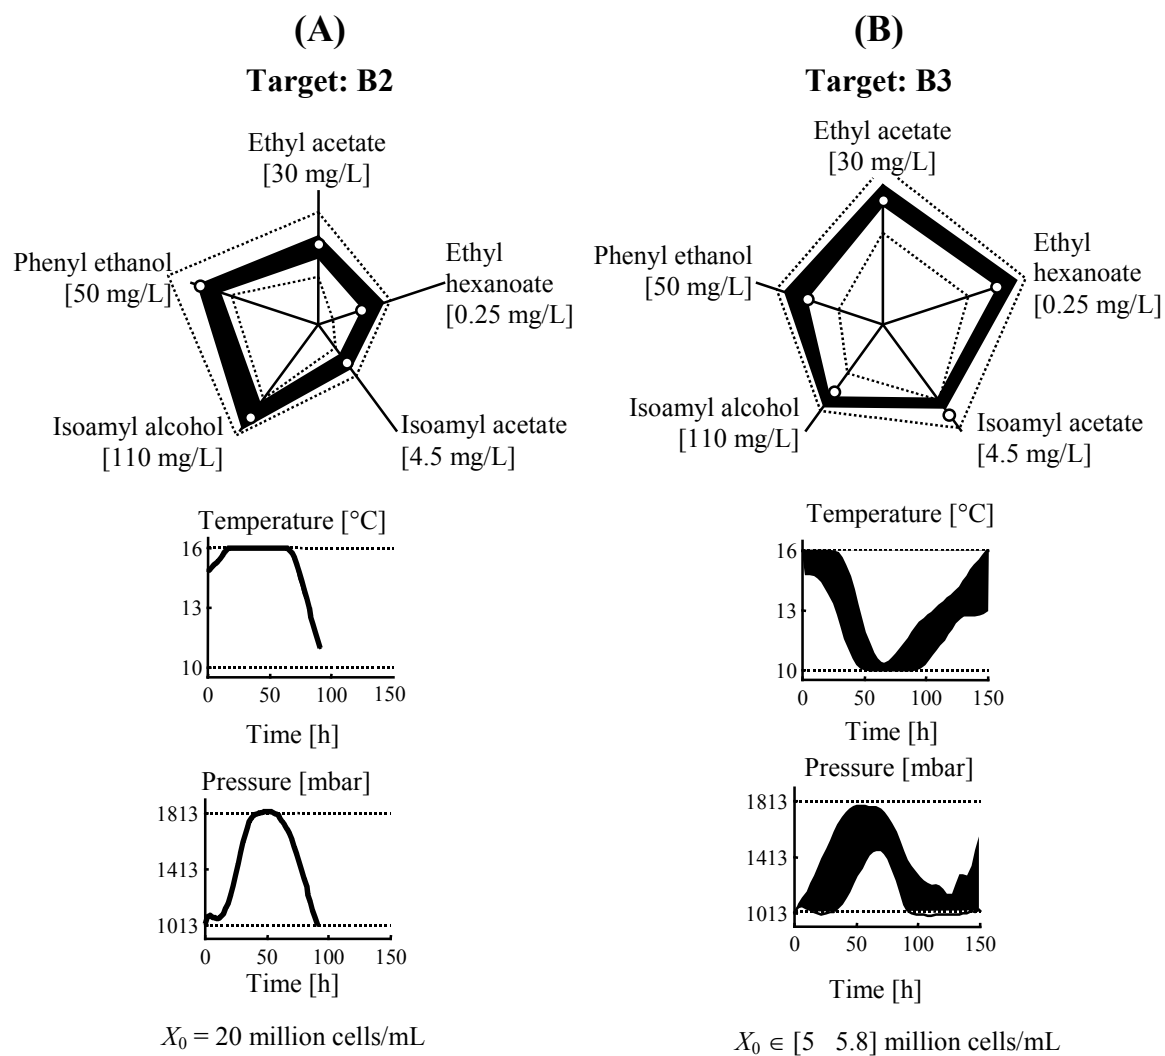 (A)
Target: B2
Ethyl acetate
[30 mg/L]
Ethyl
hexanoate
[0.25 mg/L]
Phenyl ethanol
[50 mg/L]
Isoamyl alcohol
[110 mg/L]
Isoamyl acetate
[4.5 mg/L]
Temperature [°C]
16
13
10
0 50 100 150
Time [h]
Pressure [mbar]
1813
1413
1013
0 50 100 150
Time [h]
X0 = 20 million cells/mL
(B)
Target: B3
Ethyl acetate
[30 mg/L]
Ethyl
hexanoate
[0.25 mg/L]
Phenyl ethanol
[50 mg/L]
Isoamyl alcohol
[110 mg/L]
Isoamyl acetate
[4.5 mg/L]
Temperature [°C]
16
13
10
0 50 100 150
Time [h]
Pressure [mbar]
1813
1413
1013
0 50 100 150
Time [h]
X0 ∈ [5 5.8] million cells/mL